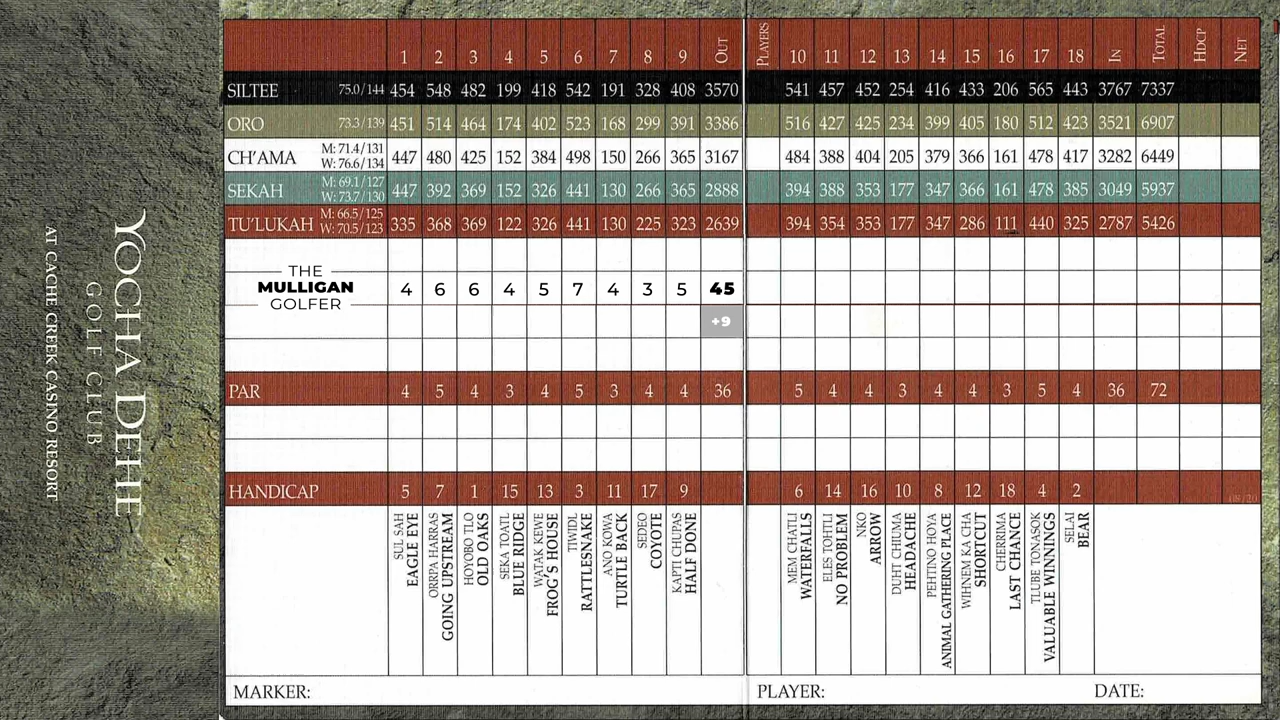 YOCHA DEHE
GOLF CLUB
AT CACHE CREEK CASINO RESORT
1 2 3 4 5 6 7 8 9 OUT PLAYERS 10 11 12 13 14 15 16 17 18 IN TOTAL HDCP NET
SILTEE 75.0/144 454 548 482 199 418 542 191 328 408 3570 541 457 452 254 416 433 206 565 443 3767 7337
ORO 73.3/139 451 514 464 174 402 523 168 299 391 3386 516 427 425 234 399 405 180 512 423 3521 6907
CH'AMA M: 71.4/131 W: 76.6/134 447 480 425 152 384 498 150 266 365 3167 484 388 404 205 379 366 161 478 417 3282 6449
SEKAH M: 69.1/127 W: 73.7/130 447 392 369 152 326 441 130 266 365 2888 394 388 353 177 347 366 161 478 385 3049 5937
TU'LUKAH M: 66.5/125 W: 70.5/123 335 368 369 122 326 441 130 225 323 2639 394 354 353 177 347 286 111 440 325 2787 5426
THE
MULLIGAN
GOLFER
4 6 6 4 5 7 4 3 5 45
+9
PAR 4 5 4 3 4 5 3 4 4 36 5 4 4 3 4 4 3 5 4 36 72
HANDICAP 5 7 1 15 13 3 11 17 9 6 14 16 10 8 12 18 4 2
08/20
SUL SAH
EAGLE EYE
ORRPA HARRAS
GOING UPSTREAM
HOYOBO TLO
OLD OAKS
SEKA TOATL
BLUE RIDGE
WATAK KEWE
FROG'S HOUSE
TIWIDL
RATTLESNAKE
ANO KOWA
TURTLE BACK
SEDEO
COYOTE
KAPTI CHUPAS
HALF DONE
MEM CHATLI
WATERFALLS
ELES TOHTLI
NO PROBLEM
NKO
ARROW
DUHT CHIUMA
HEADACHE
PEHTINO HOYA
ANIMAL GATHERING PLACE
WIHNEM KA CHA
SHORTCUT
CHERRMA
LAST CHANCE
TLUBE TONASOK
VALUABLE WINNINGS
SELAI
BEAR
MARKER: PLAYER: DATE: